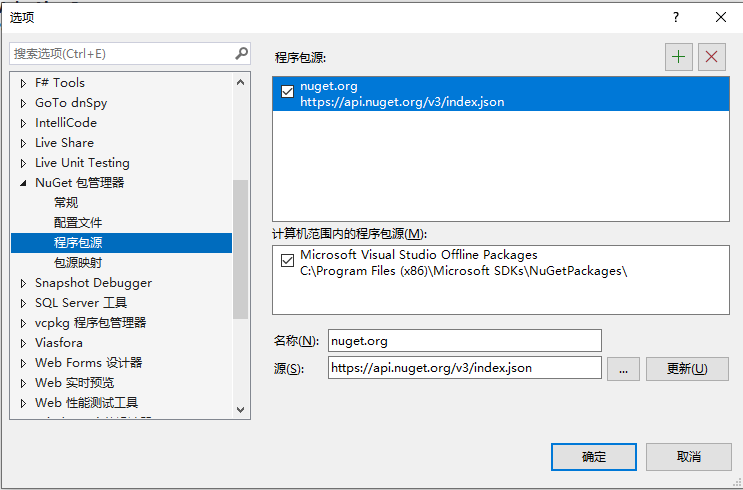 选项
搜索选项(Ctrl+E)
F# Tools
GoTo dnSpy
IntelliCode
Live Share
Live Unit Testing
NuGet 包管理器
常规
配置文件
程序包源
包源映射
Snapshot Debugger
SQL Server 工具
vcpkg 程序包管理器
Viasfora
Web Forms 设计器
Web 实时预览
Web 性能测试工具
程序包源:
nuget.org
https://api.nuget.org/v3/index.json
计算机范围内的程序包源(M):
Microsoft Visual Studio Offline Packages
C:\Program Files (x86)\Microsoft SDKs\NuGetPackages\
名称(N):
nuget.org
源(S):
https://api.nuget.org/v3/index.json
...
更新(U)
确定
取消